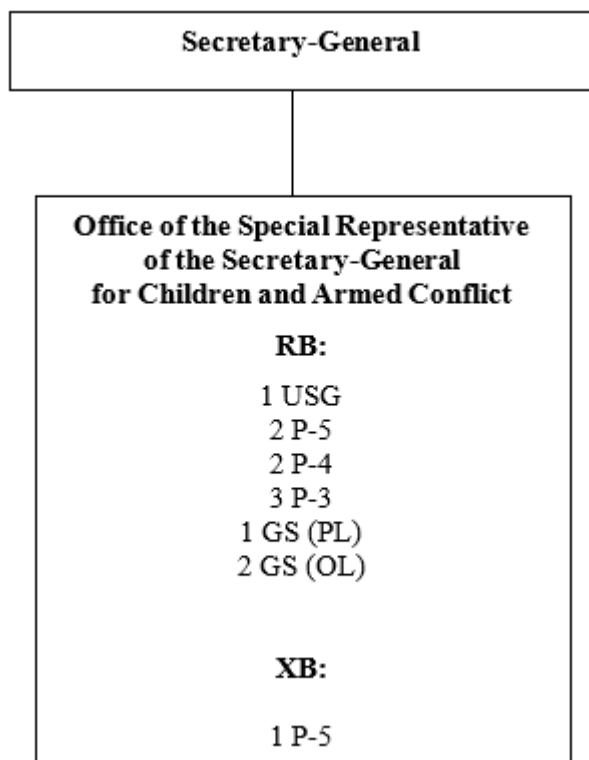 Secretary-General
Office of the Special Representative
of the Secretary-General
for Children and Armed Conflict
RB:
1 USG
2 P-5
2 P-4
3 P-3
1 GS (PL)
2 GS (OL)
XB:
1 P-5